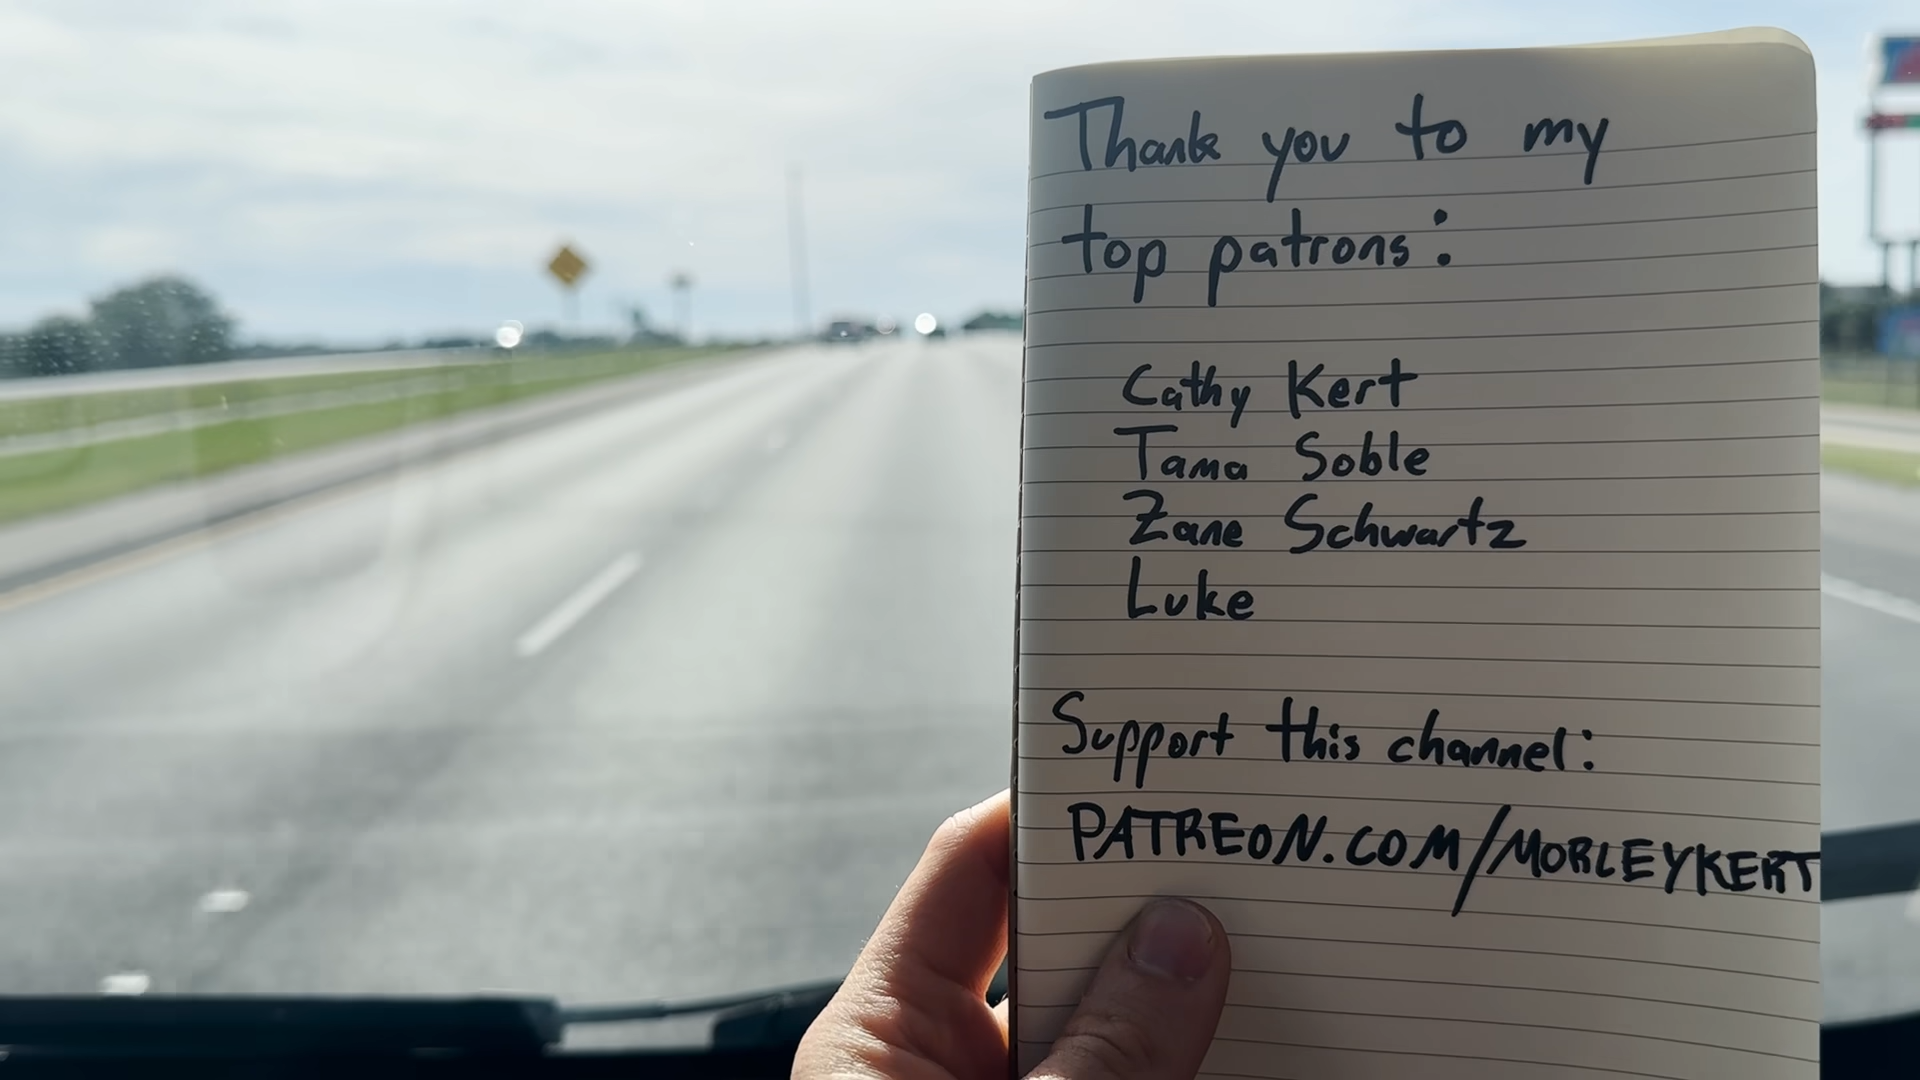 Thank you to my
top patrons:
Cathy Kert
Tama Soble
Zane Schwartz
Luke
Support this channel:
PATREON.COM/MORLEYKERT